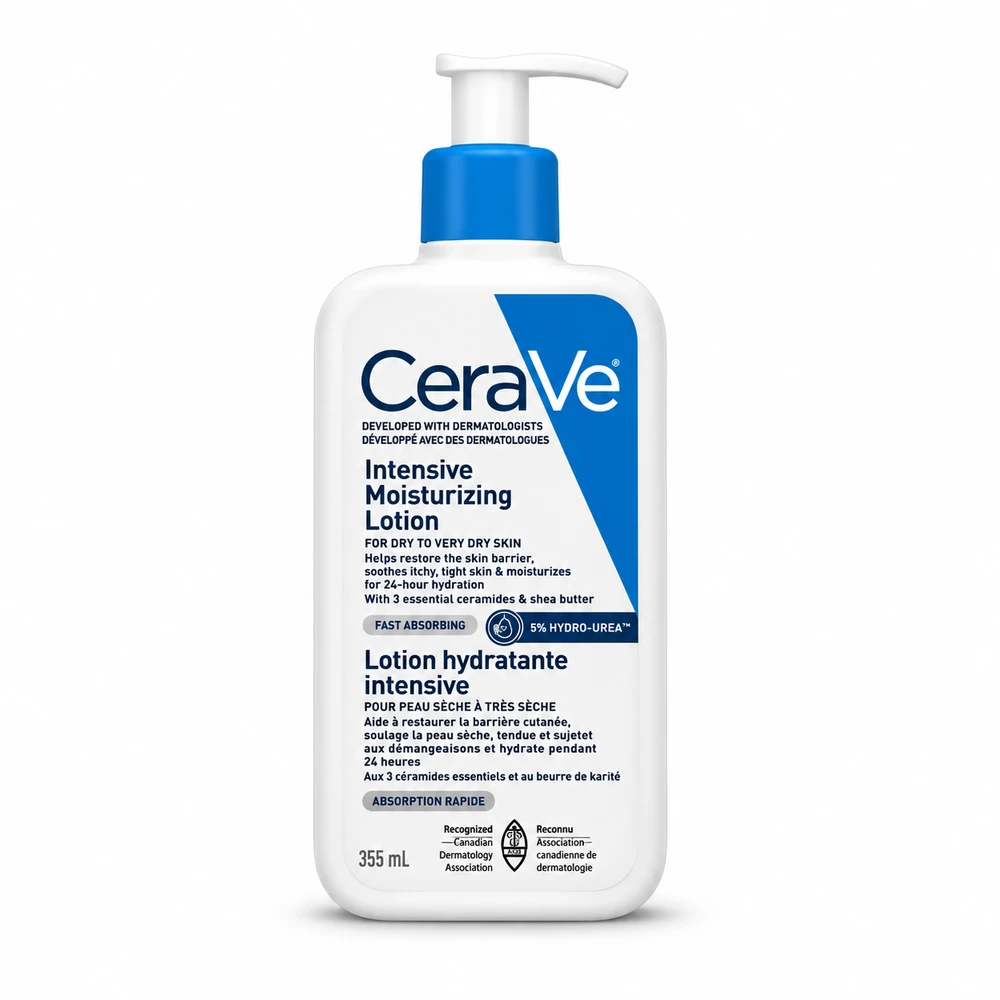 CeraVe®
DEVELOPED WITH DERMATOLOGISTS
DÉVELOPPÉ AVEC DES DERMATOLOGUES
Intensive
Moisturizing
Lotion
FOR DRY TO VERY DRY SKIN
Helps restore the skin barrier,
soothes itchy, tight skin & moisturizes
for 24-hour hydration
With 3 essential ceramides & shea butter
FAST ABSORBING
5% HYDRO-UREA™
Lotion hydratante
intensive
POUR PEAU SÈCHE À TRÈS SÈCHE
Aide à restaurer la barrière cutanée,
soulage la peau sèche, tendue et sujetet
aux démangeaisons et hydrate pendant
24 heures
Aux 3 céramides essentiels et au beurre de karité
ABSORPTION RAPIDE
355 mL
Recognized
Canadian
Dermatology
Association
Reconnu
Association
canadienne de
dermatologie